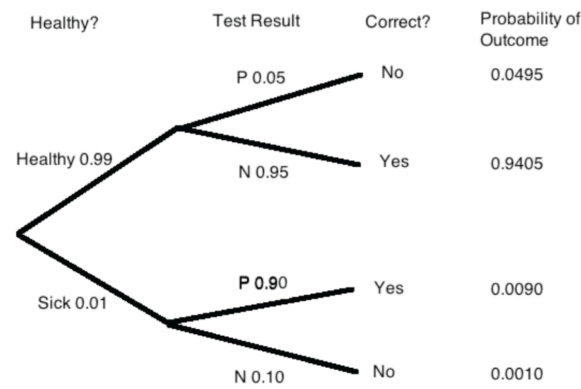 Healthy?
Test Result
Correct?
Probability of
Outcome
P 0.05
No
0.0495
Healthy 0.99
N 0.95
Yes
0.9405
Sick 0.01
P 0.90
Yes
0.0090
N 0.10
No
0.0010